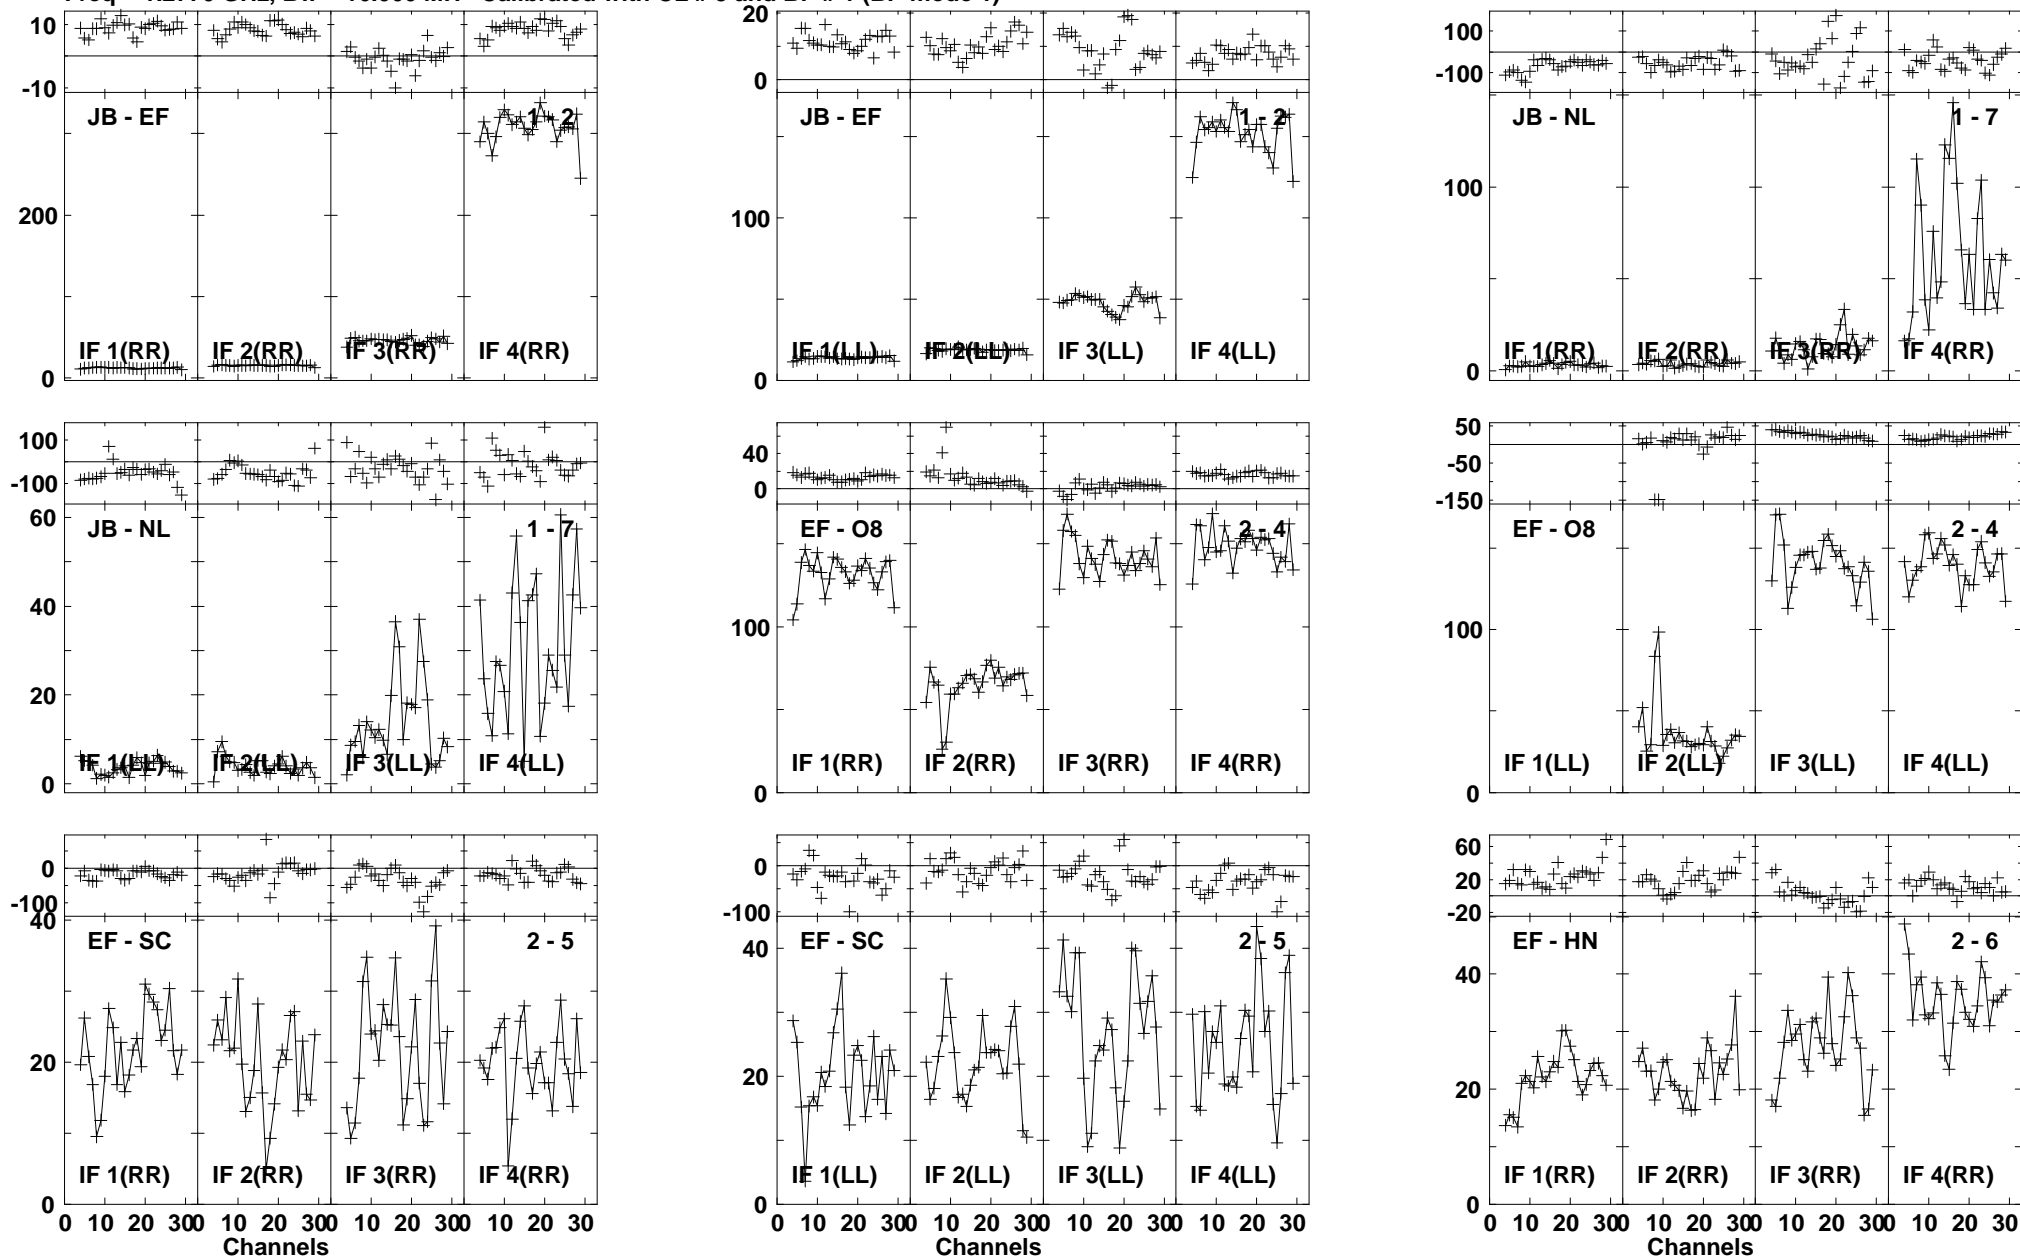 10
0
-10
JB - EF
1 - 2
200
0
IF 1(RR)
IF 2(RR)
IF 3(RR)
IF 4(RR)
20
0
JB - EF
1 - 2
100
0
IF 1(LL)
IF 2(LL)
IF 3(LL)
IF 4(LL)
100
0
-100
JB - NL
1 - 7
100
0
IF 1(RR)
IF 2(RR)
IF 3(RR)
IF 4(RR)
100
0
-100
JB - NL
1 - 7
60
40
20
0
IF 1(LL)
IF 2(LL)
IF 3(LL)
IF 4(LL)
40
0
EF - O8
2 - 4
100
0
IF 1(RR)
IF 2(RR)
IF 3(RR)
IF 4(RR)
50
-50
-150
EF - O8
2 - 4
100
0
IF 1(LL)
IF 2(LL)
IF 3(LL)
IF 4(LL)
0
-100
EF - SC
2 - 5
40
20
0
IF 1(RR)
IF 2(RR)
IF 3(RR)
IF 4(RR)
0 10 20 30 0 10 20 30 0 10 20 30 0 10 20 30
Channels
0
-100
EF - SC
2 - 5
40
20
0
IF 1(LL)
IF 2(LL)
IF 3(LL)
IF 4(LL)
0 10 20 30 0 10 20 30 0 10 20 30 0 10 20 30
Channels
60
20
-20
EF - HN
2 - 6
40
20
0
IF 1(RR)
IF 2(RR)
IF 3(RR)
IF 4(RR)
0 10 20 30 0 10 20 30 0 10 20 30 0 10 20 30
Channels